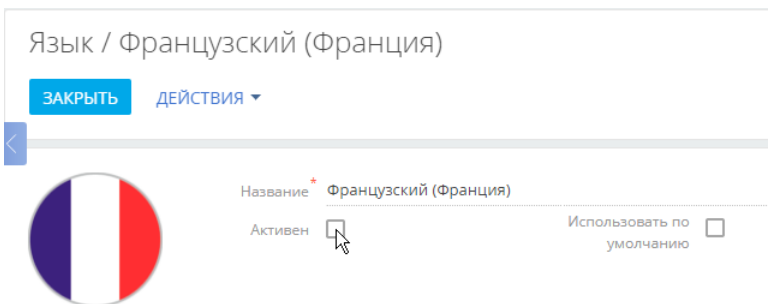 Язык / Французский (Франция)
ЗАКРЫТЬ ДЕЙСТВИЯ
Название* Французский (Франция)
Активен Использовать по
умолчанию